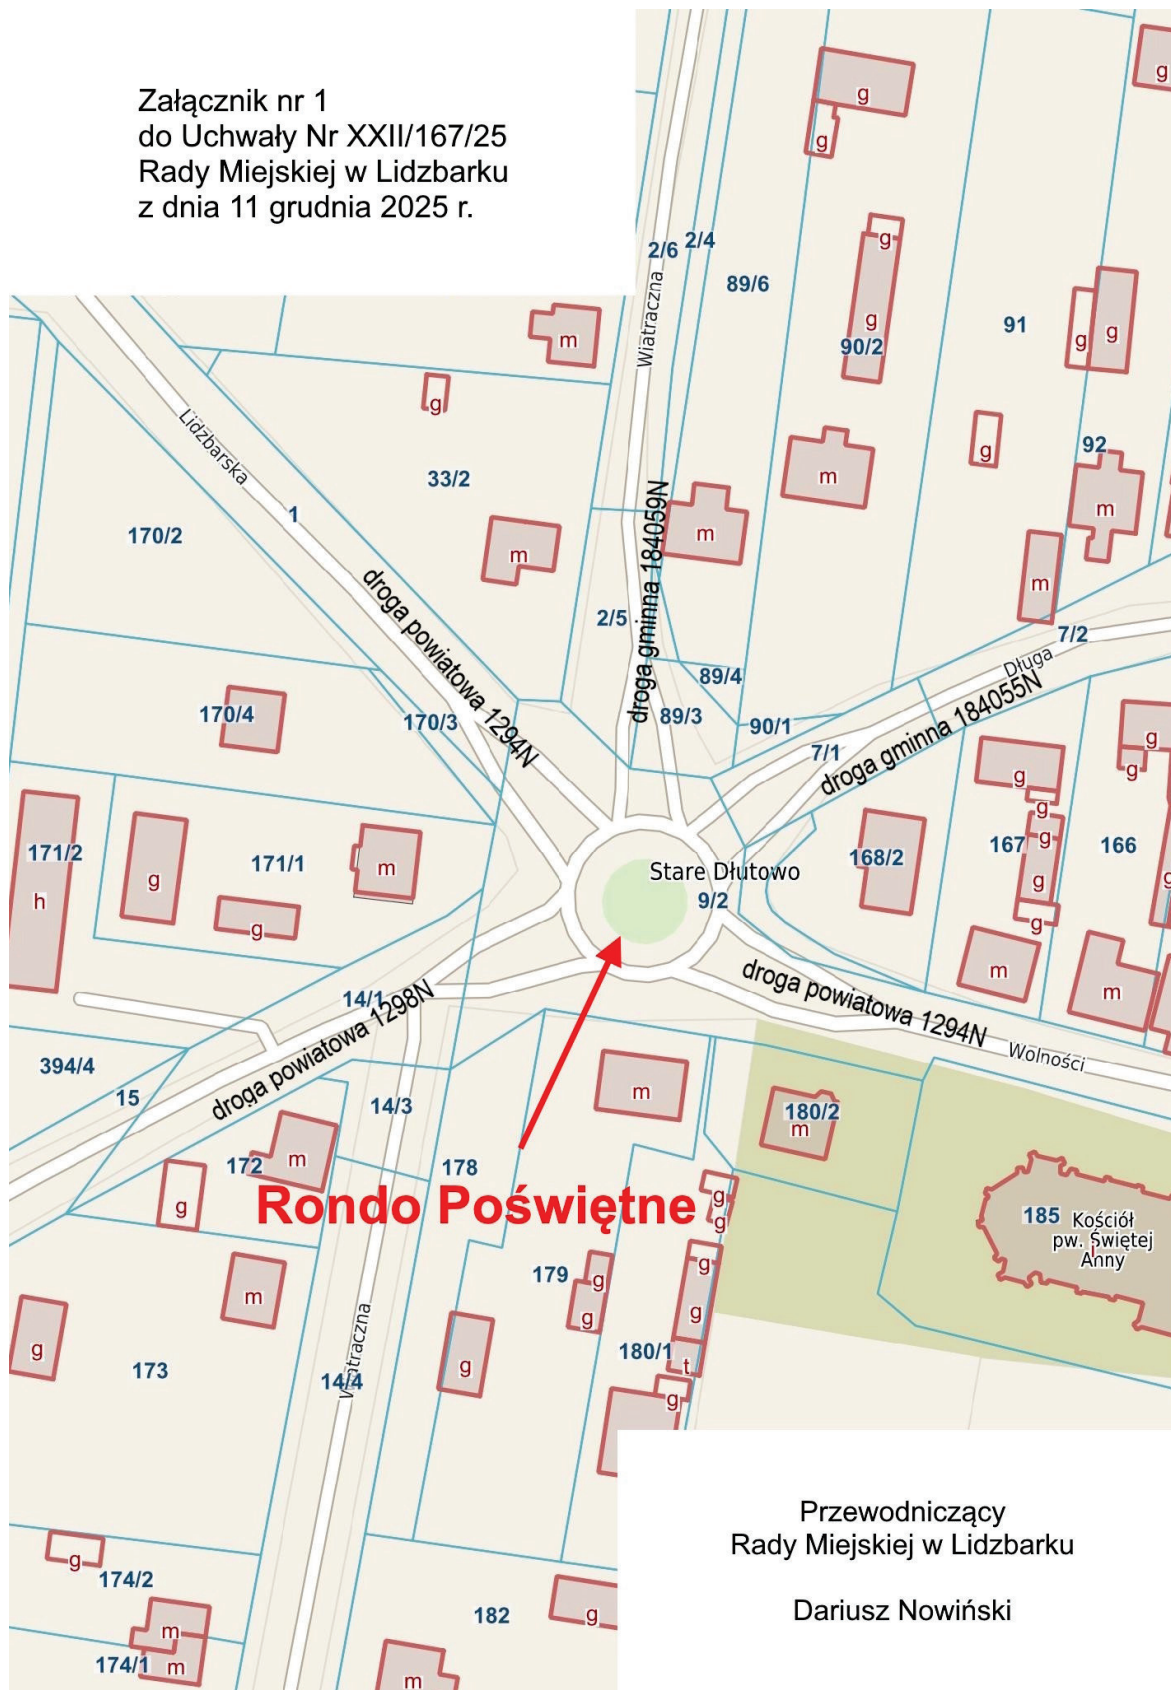 Załącznik nr 1
do Uchwały Nr XXII/167/25
Rady Miejskiej w Lidzbarku
z dnia 11 grudnia 2025 r.
g
g
g
2/6
2/4
g
89/6
Wiatraczna
91
g
90/2
g
g
m
g
Lidzbarska
33/2
g
92
m
1
170/2
m
m
m
droga gminna 184059N
m
droga powiatowa 1294N
2/5
7/2
Długa
89/4
170/4
170/3
89/3
90/1
droga gminna 184055N
7/1
g
g
g
g
171/2
171/1
m
g
168/2
167
g
166
Stare Dłutowo
g
g
h
9/2
g
g
droga powiatowa 1294N
m
m
14/1
droga powiatowa 1298N
Wolności
394/4
15
m
14/3
180/2
m
172
m
178
g
g
Rondo Poświętne
g
185
Kościół
pw. Świętej
Anny
i
g
179
g
m
g
g
180/1
g
173
14/4
Wiatraczna
g
t
g
Przewodniczący
Rady Miejskiej w Lidzbarku
Dariusz Nowiński
g
174/2
182
g
m
174/1
m
m